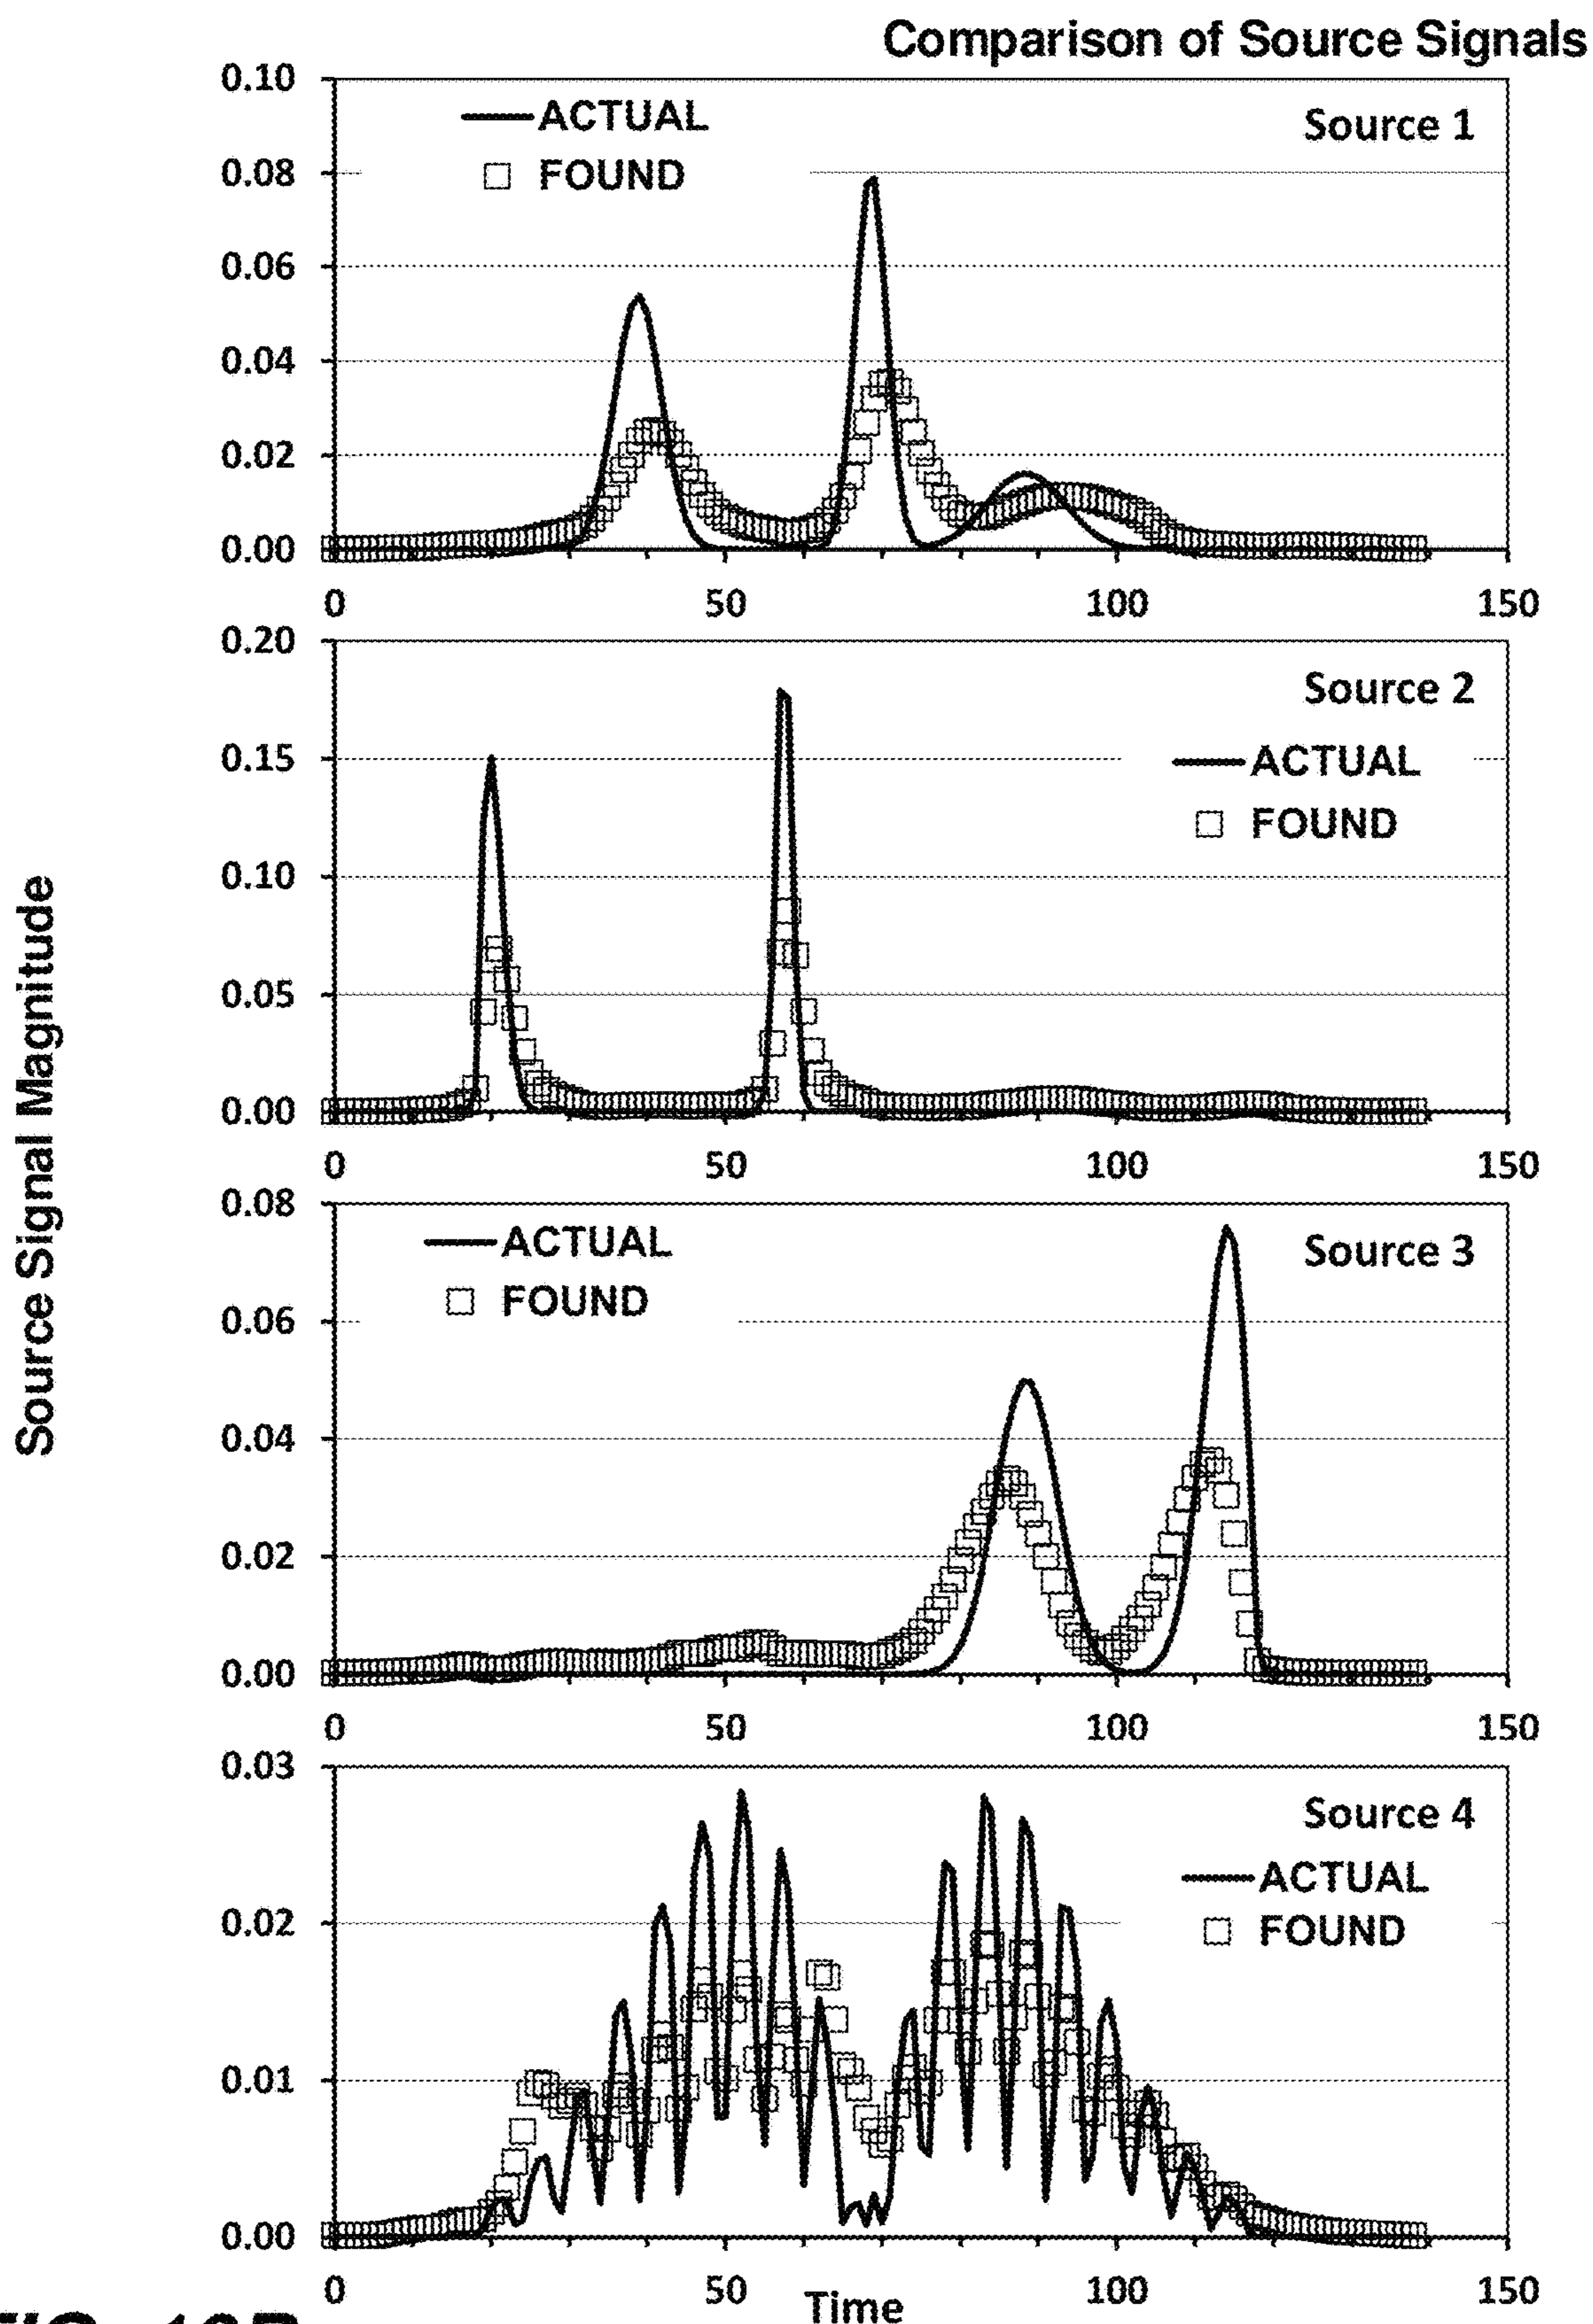 Comparison of Source Signals
Source Signal Magnitude
0.10
0.08
0.06
0.04
0.02
0.00
ACTUAL
FOUND
Source 1
0 50 100 150
0.20
0.15
0.10
0.05
0.00
Source 2
ACTUAL
FOUND
0 50 100 150
0.08
0.06
0.04
0.02
0.00
ACTUAL
FOUND
Source 3
0 50 100 150
0.03
0.02
0.01
0.00
Source 4
ACTUAL
FOUND
0 50 100 150
Time